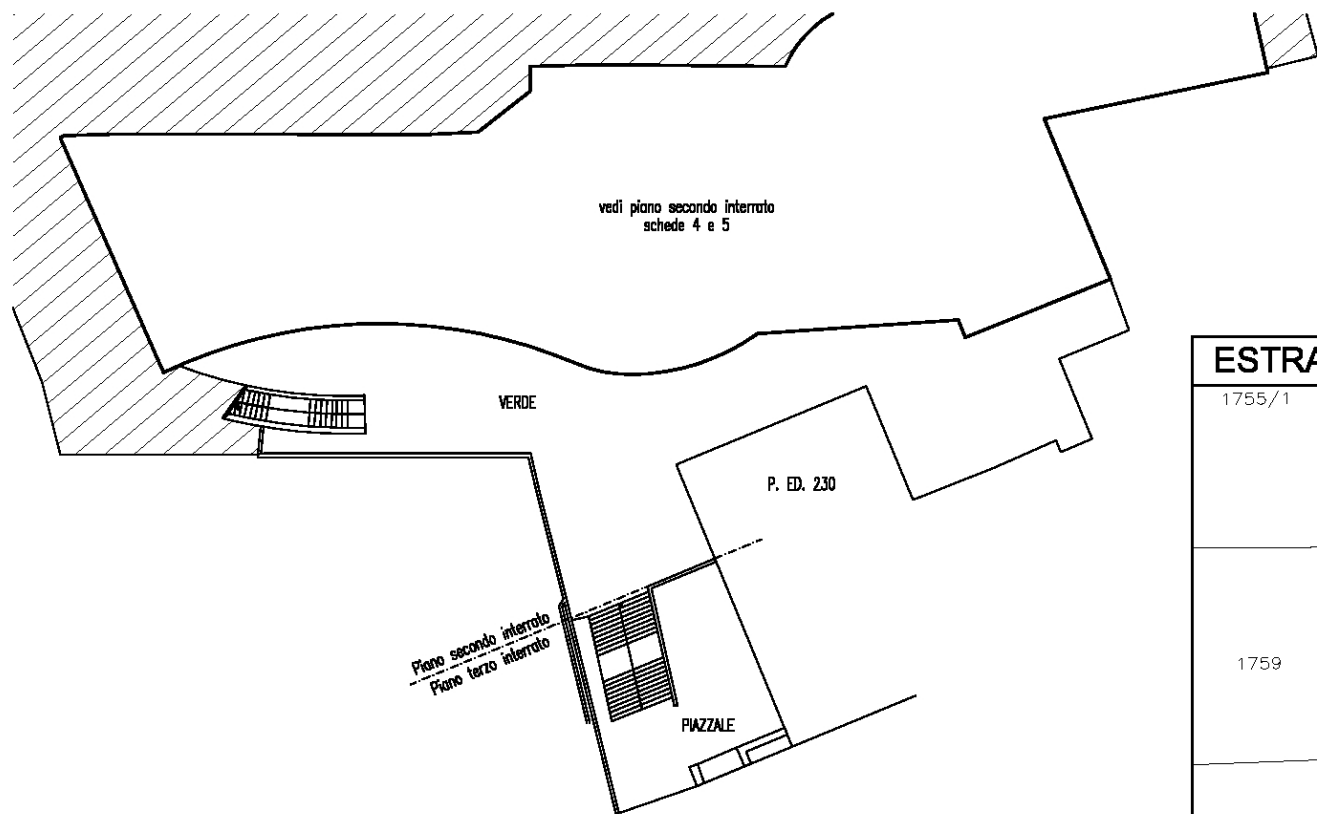 vedi piano secondo interrato
schede 4 e 5
ESTRA
1755/1
VERDE
P. ED. 230
Piano secondo interrato
Piano terzo interrato
1759
PIAZZALE